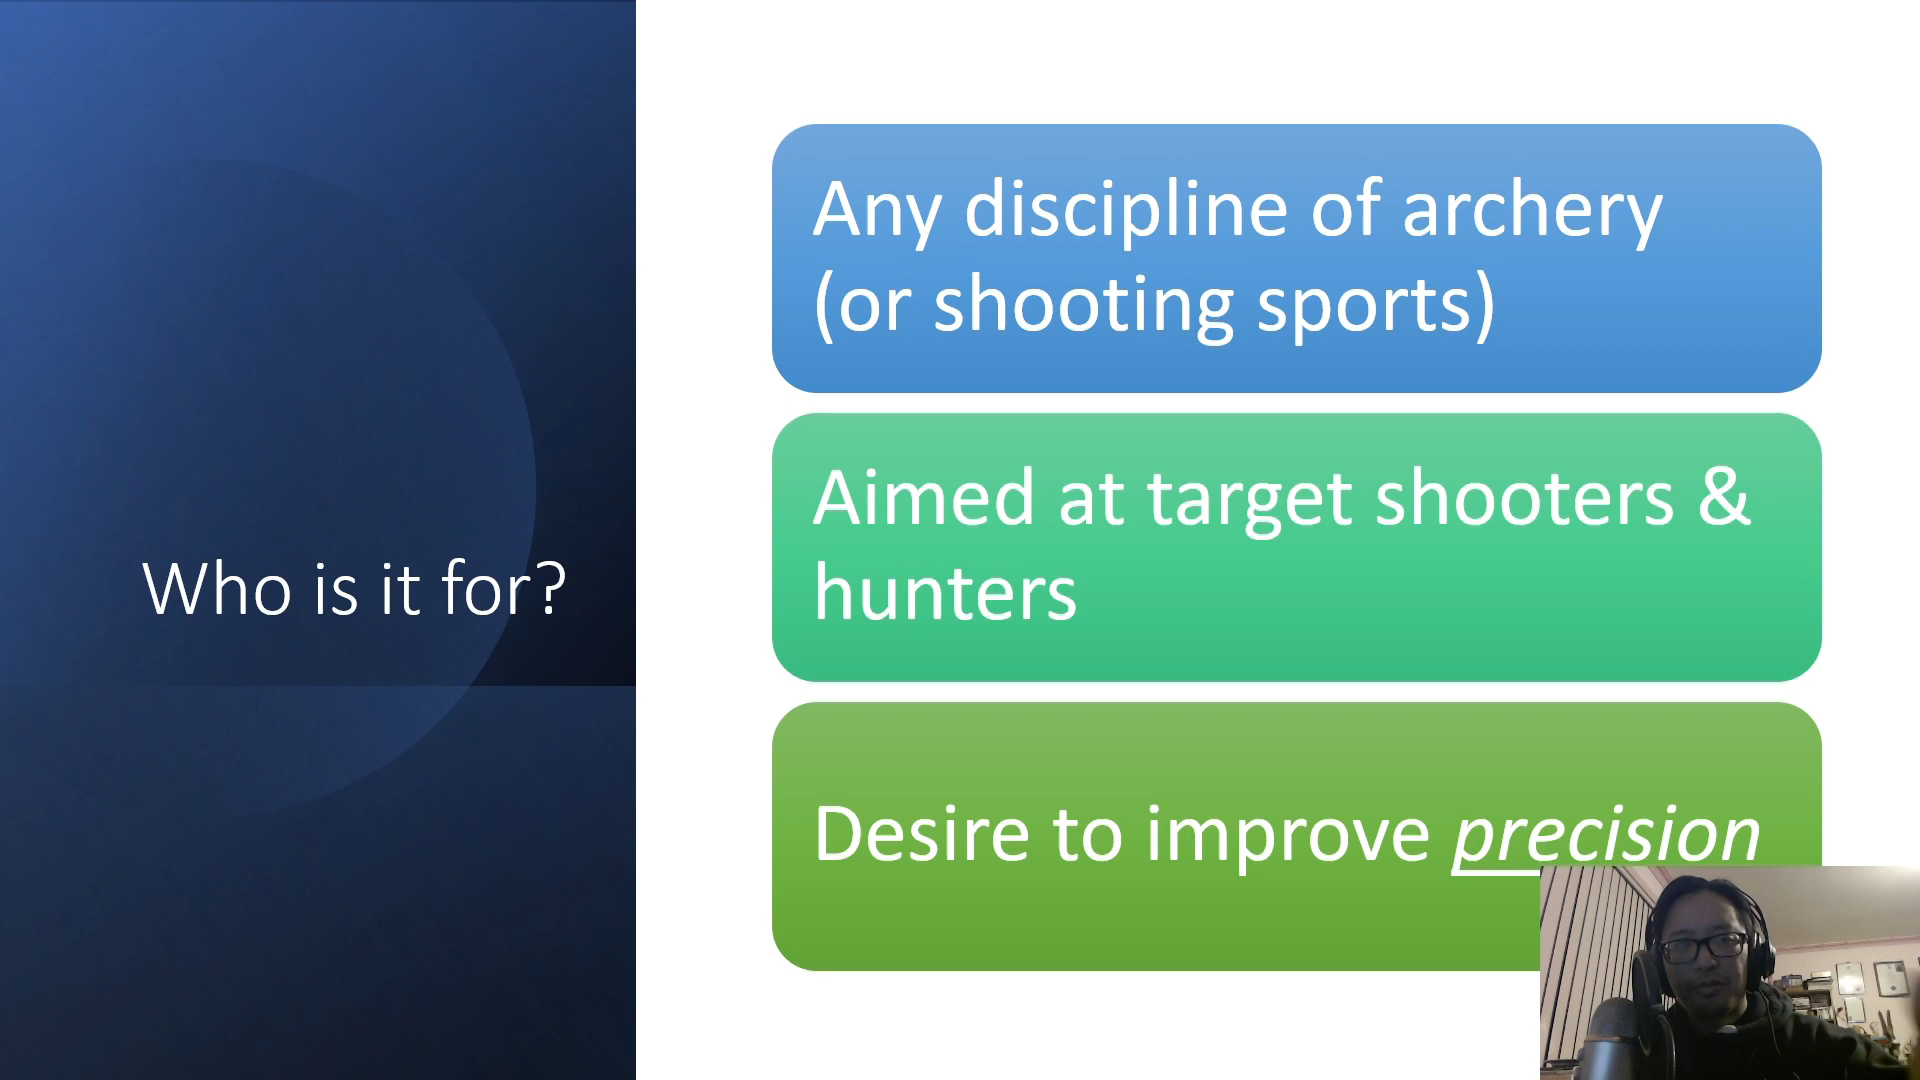 Who is it for?
Any discipline of archery
(or shooting sports)
Aimed at target shooters &
hunters
Desire to improve precision